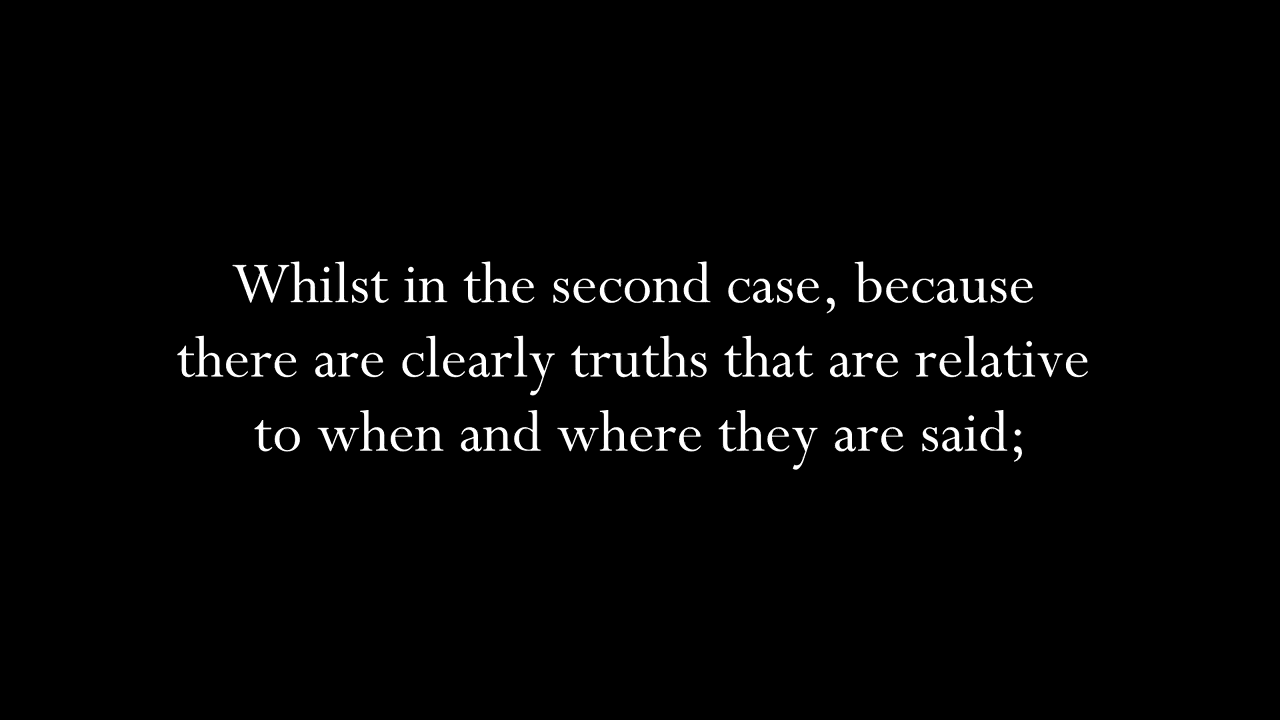 Whilst in the second case, because
there are clearly truths that are relative
to when and where they are said;